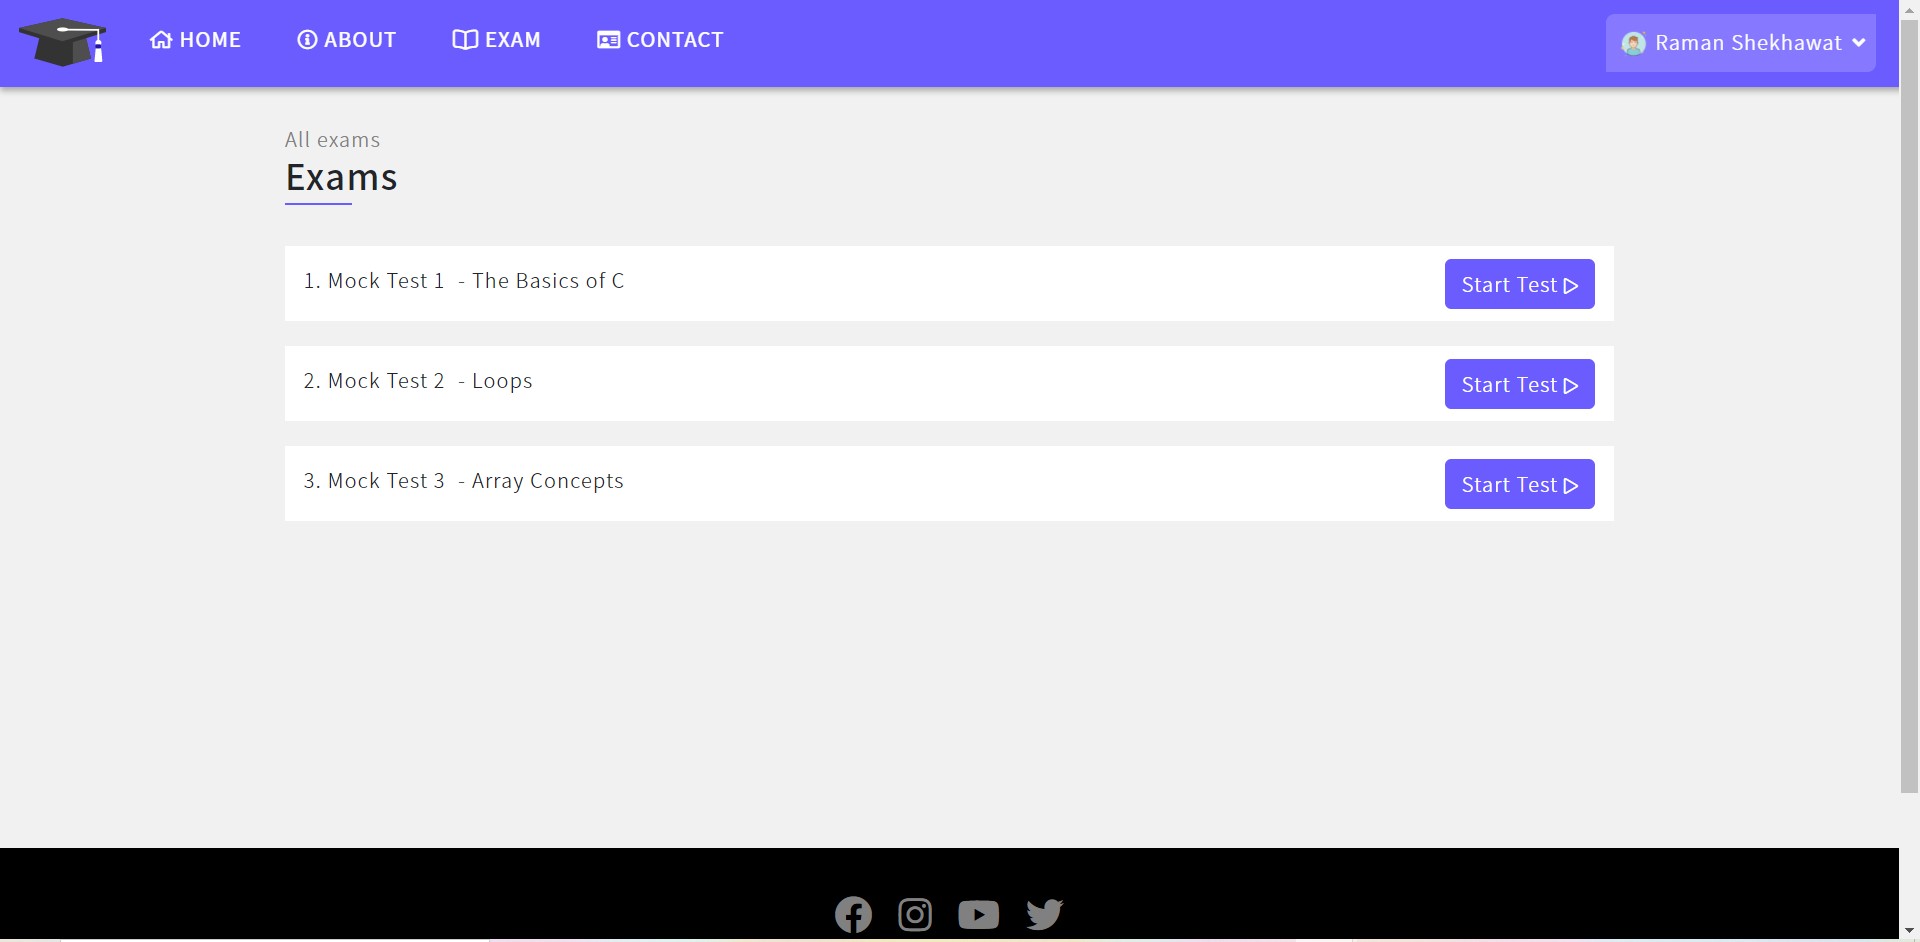 HOME ABOUT EXAM CONTACT Raman Shekhawat
All exams
Exams
1. Mock Test 1 - The Basics of C Start Test
2. Mock Test 2 - Loops Start Test
3. Mock Test 3 - Array Concepts Start Test